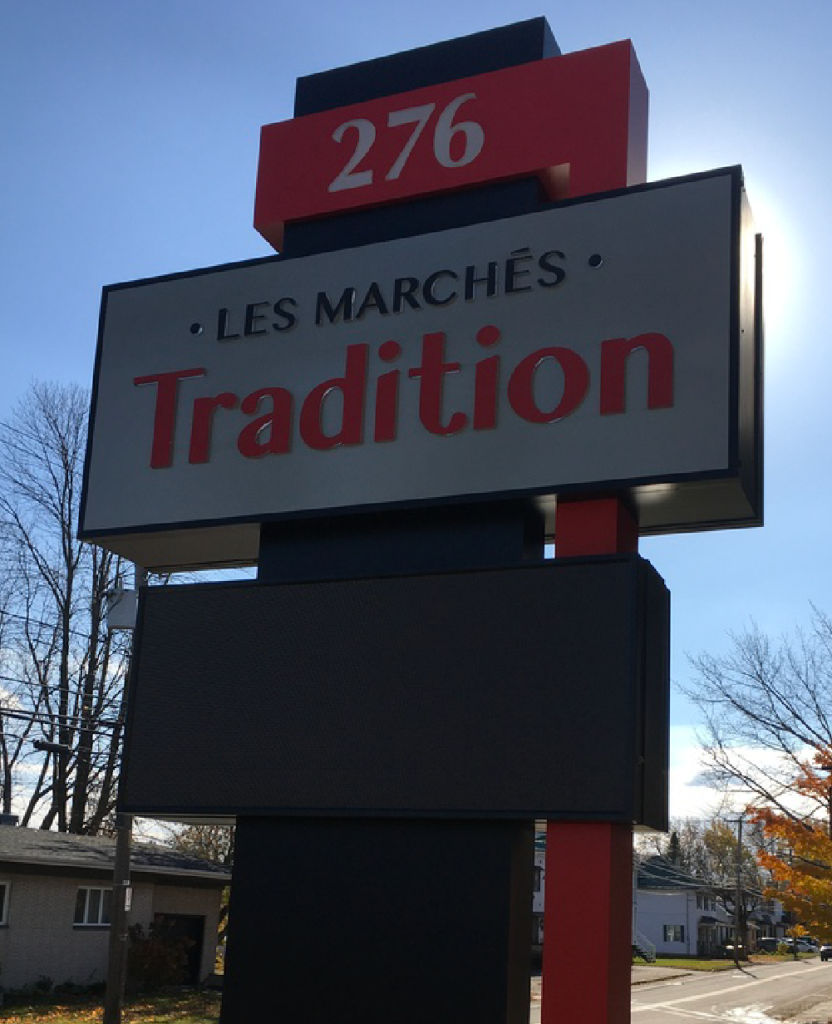 276
• LES MARCHÉS •
Tradition